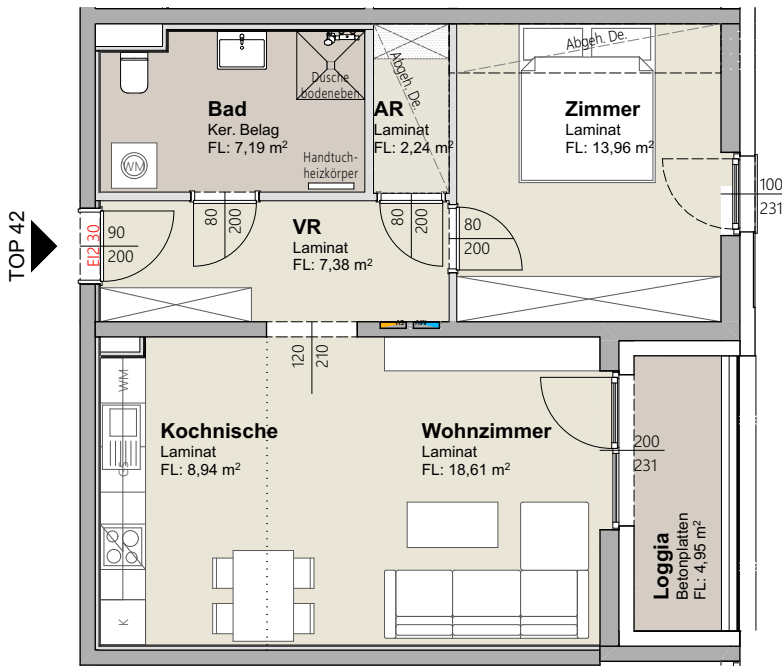 TOP 42
EI2 30
90
200
Bad
Ker. Belag
FL: 7,19 m²
Dusche
bodeneben
Handtuch-
heizkörper
WM
80
200
AR
Laminat
FL: 2,24 m²
Abgeh. De.
80
200
Zimmer
Laminat
FL: 13,96 m²
Abgeh. De.
100
231
80
200
VR
Laminat
FL: 7,38 m²
120
210
Kochnische
Laminat
FL: 8,94 m²
WM
GS
K
Wohnzimmer
Laminat
FL: 18,61 m²
200
231
Loggia
Betonplatten
FL: 4,95 m²